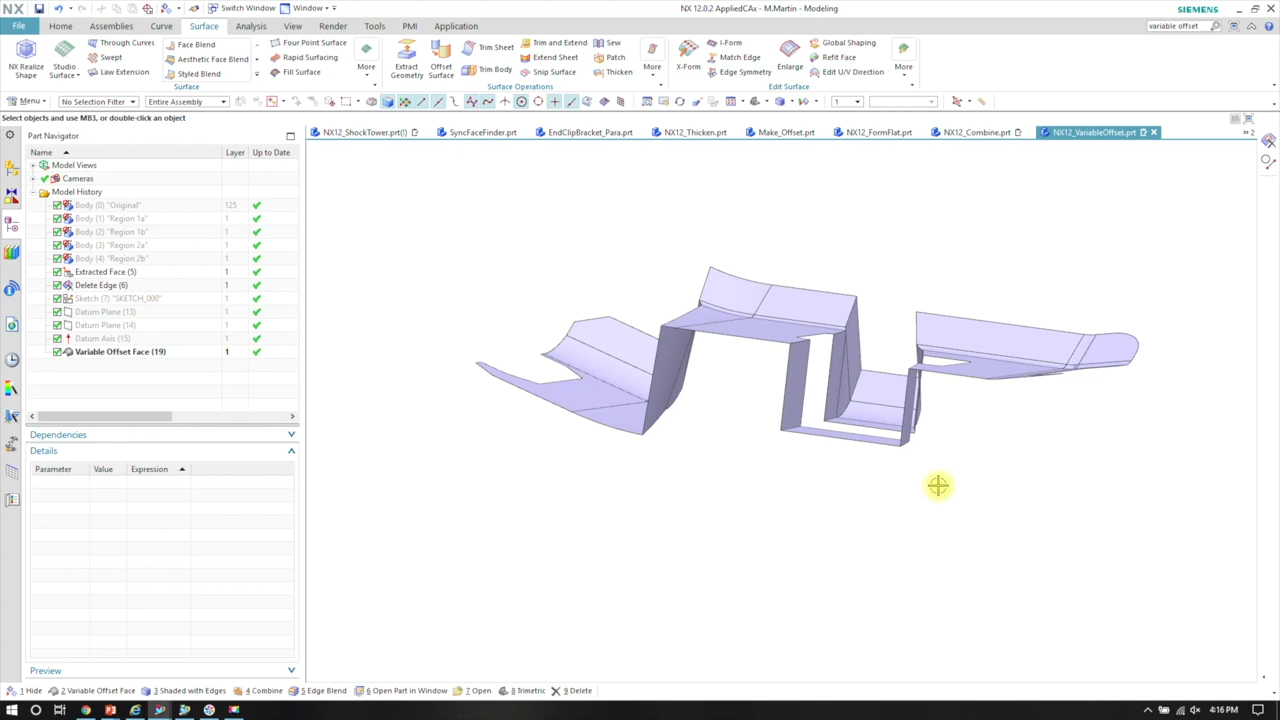 NX
Switch Window
Window
NX 12.0.2 AppliedCAx - M.Martin - Modeling
SIEMENS
File
Home
Assemblies
Curve
Surface
Analysis
View
Render
Tools
PMI
Application
variable offset
NX Realize Shape
Studio Surface
Through Curves
Swept
Law Extension
Face Blend
Aesthetic Face Blend
Styled Blend
Four Point Surface
Rapid Surfacing
Fill Surface
More
Extract Geometry
Offset Surface
Trim Sheet
Trim Body
Trim and Extend
Extend Sheet
Snip Surface
Sew
Patch
Thicken
More
X-Form
I-Form
Match Edge
Edge Symmetry
Enlarge
Global Shaping
Refit Face
Edit U/V Direction
More
Surface
Surface Operations
Edit Surface
Menu
No Selection Filter
Entire Assembly
1
Select objects and use MB3, or double-click an object
Part Navigator
NX12_ShockTower.prt(!)
SyncFaceFinder.prt
EndClipBracket_Para.prt
NX12_Thicken.prt
Make_Offset.prt
NX12_FormFlat.prt
NX12_Combine.prt
NX12_VariableOffset.prt
2
Name Layer Up to Date
Model Views
Cameras
Model History
Body (0) "Original" 125
Body (1) "Region 1a" 1
Body (2) "Region 1b" 1
Body (3) "Region 2a" 1
Body (4) "Region 2b" 1
Extracted Face (5) 1
Delete Edge (6) 1
Sketch (7) "SKETCH_000" 1
Datum Plane (13) 1
Datum Plane (14) 1
Datum Axis (15) 1
Variable Offset Face (19) 1
Dependencies
Details
Parameter Value Expression
Preview
1 Hide
2 Variable Offset Face
3 Shaded with Edges
4 Combine
5 Edge Blend
6 Open Part in Window
7 Open
8 Trimetric
9 Delete
4:16 PM